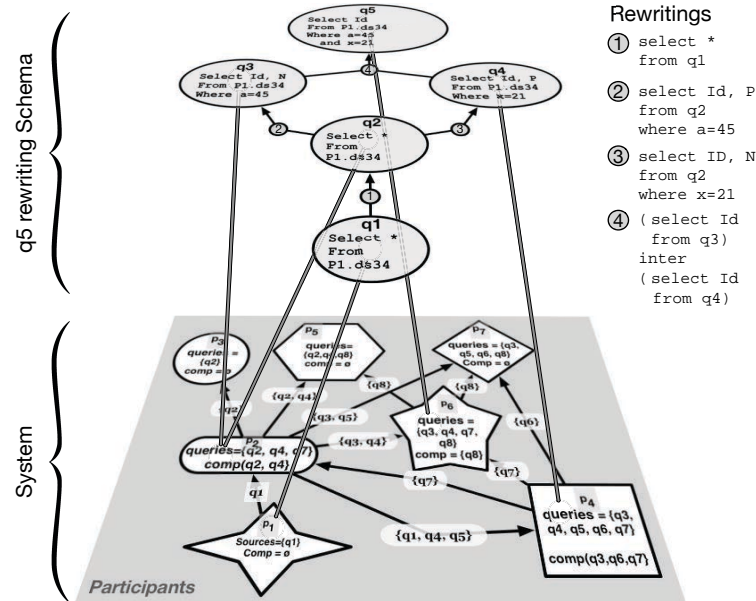 q5
Select Id
From P1.ds34
Where a=45
and x=21
q3
Select Id, N
From P1.ds34
Where a=45
4
q4
Select Id, P
From P1.ds34
Where x=21
2
q2
Select *
From
P1.ds34
3
1
q1
Select *
From
P1.ds34
q5 rewriting Schema
Rewritings
1 select *
from q1
2 select Id, P
from q2
where a=45
3 select ID, N
from q2
where x=21
4 (select Id
from q3)
inter
(select Id
from q4)
System
P3
queries =
{q2}
comp = ø
P5
queries=
{q2,q4,q8}
comp = ø
P7
queries = {q3,
q5, q6, q8}
Comp = ø
{q2}
{q2, q4}
{q8}
{q8}
{q3, q5}
{q6}
P6
queries =
{q3, q4, q7,
q8}
comp = {q8}
P2
queries={q2, q4, q7}
comp(q2, q4}
{q3, q4}
{q7}
{q7}
q1
P4
queries = {q3,
q4, q5, q6, q7}
comp(q3,q6,q7}
P1
Sources={q1}
Comp = ø
{q1, q4, q5}
Participants